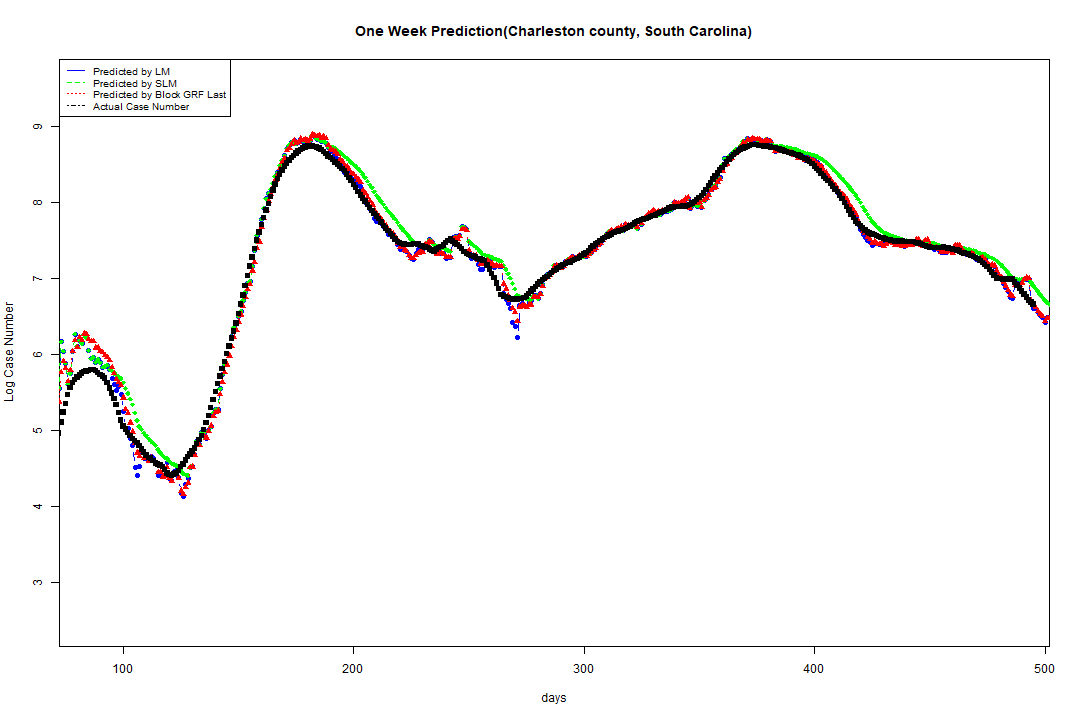 One Week Prediction(Charleston county, South Carolina)
Predicted by LM
Predicted by SLM
Predicted by Block GRF Last
Actual Case Number
Log Case Number
9
8
7
6
5
4
3
100 200 300 400 500
days